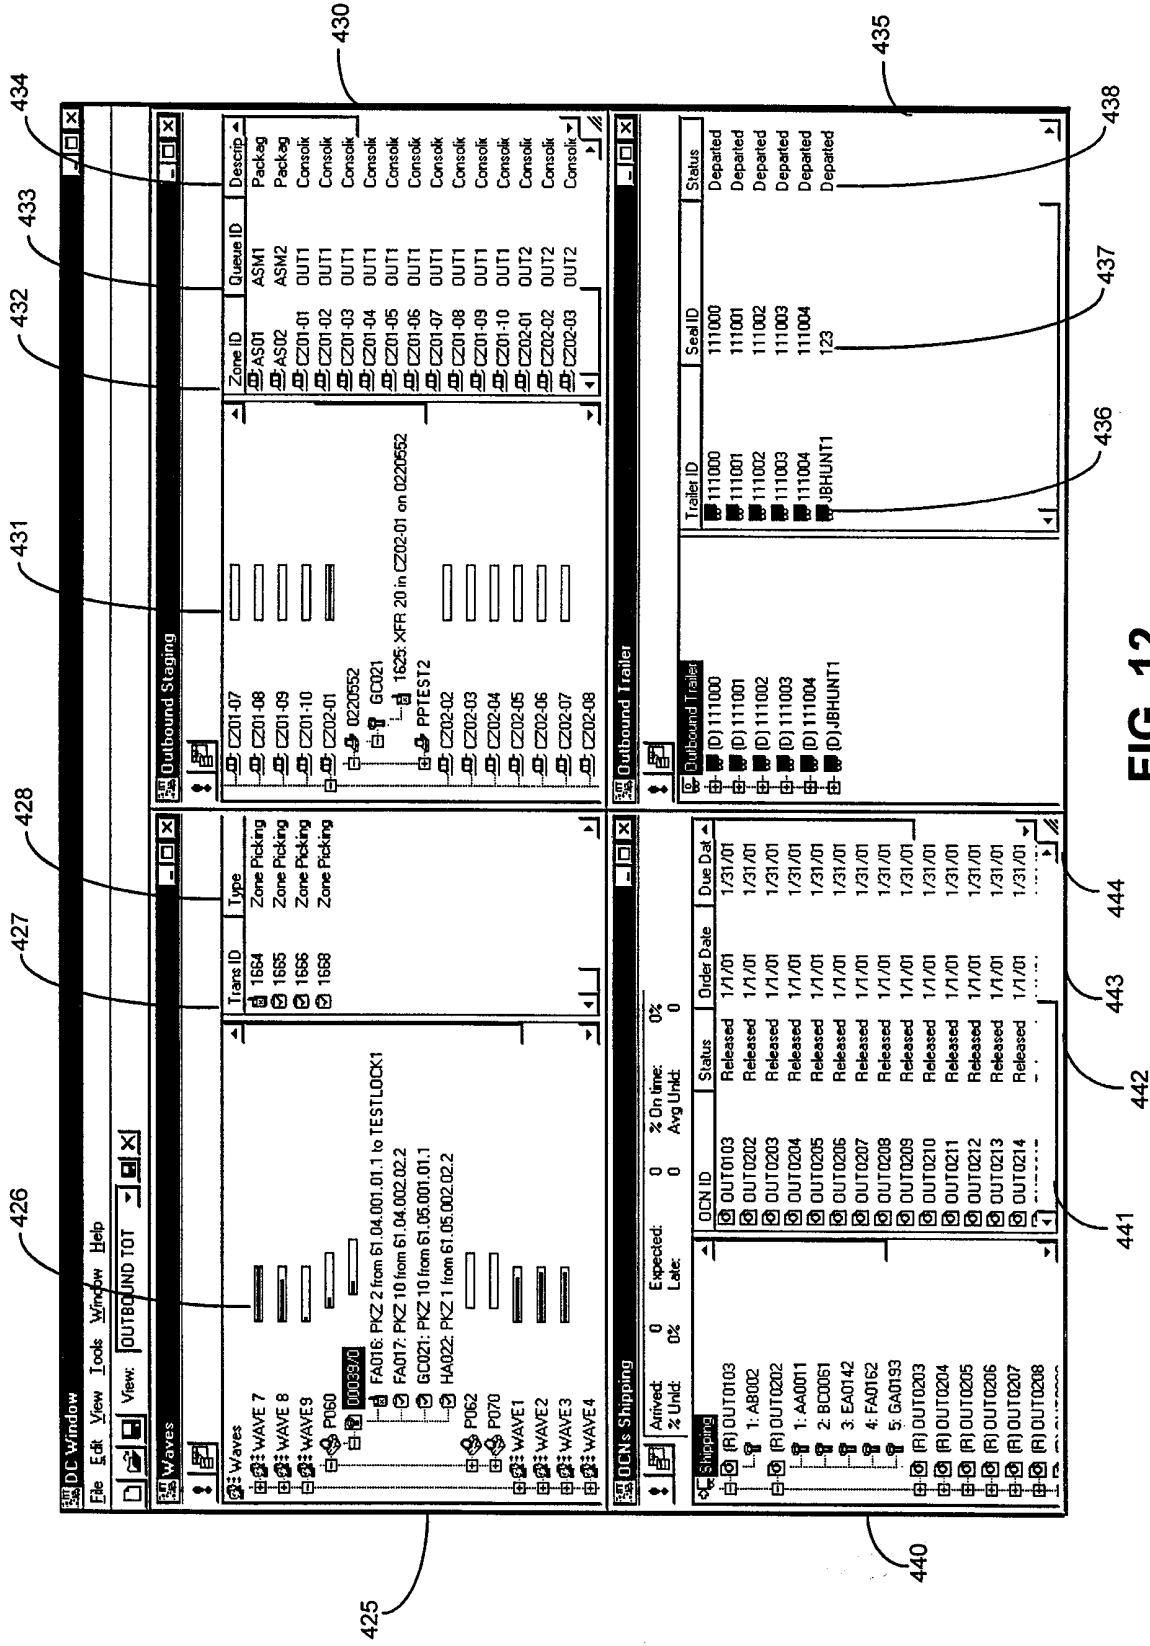 DC Window
File Edit View Tools Window Help
View: OUTBOUND TOT
Waves
Waves
WAVE 7
WAVE 8
WAVE9
P060
FA016: PKZ 2 from 61.04.001.01.1 to TESTLOCK1
FA017: PKZ 10 from 61.04.002.02.2
GC021: PKZ 10 from 61.05.001.01.1
HA022: PKZ 1 from 61.05.002.02.2
P062
P070
WAVE1
WAVE2
WAVE3
WAVE4
Trans ID Type
1664 Zone Picking
1665 Zone Picking
1666 Zone Picking
1668 Zone Picking
Outbound Staging
CZ01-07
CZ01-08
CZ01-09
CZ01-10
CZ02-01
0220552
GC021
1625: XFR 20 in CZ02-01 on 0220552
PPTEST2
CZ02-02
CZ02-03
CZ02-04
CZ02-05
CZ02-06
CZ02-07
CZ02-08
Zone ID Queue ID Descrip
AS01 ASM1 Packag
AS02 ASM2 Packag
CZ01-01 OUT1 Consolic
CZ01-02 OUT1 Consolic
CZ01-03 OUT1 Consolic
CZ01-04 OUT1 Consolic
CZ01-05 OUT1 Consolic
CZ01-06 OUT1 Consolic
CZ01-07 OUT1 Consolic
CZ01-08 OUT1 Consolic
CZ01-09 OUT1 Consolic
CZ01-10 OUT1 Consolic
CZ02-01 OUT2 Consolic
CZ02-02 OUT2 Consolic
CZ02-03 OUT2 Consolic
OCNs Shipping
Arrived: 0 Expected: 0 % On time: 0%
% Unld: 0% Late: 0 Avg Unld: 0
Shipping
(R) OUT0103
1: AB002
(R) OUT0202
1: AA0011
2: BC0061
3: EA0142
4: FA0162
5: GA0193
(R) OUT0203
(R) OUT0204
(R) OUT0205
(R) OUT0206
(R) OUT0207
(R) OUT0208
OCN ID Status Order Date Due Dat
OUT0103 Released 1/1/01 1/31/01
OUT0202 Released 1/1/01 1/31/01
OUT0203 Released 1/1/01 1/31/01
OUT0204 Released 1/1/01 1/31/01
OUT0205 Released 1/1/01 1/31/01
OUT0206 Released 1/1/01 1/31/01
OUT0207 Released 1/1/01 1/31/01
OUT0208 Released 1/1/01 1/31/01
OUT0209 Released 1/1/01 1/31/01
OUT0210 Released 1/1/01 1/31/01
OUT0211 Released 1/1/01 1/31/01
OUT0212 Released 1/1/01 1/31/01
OUT0213 Released 1/1/01 1/31/01
OUT0214 Released 1/1/01 1/31/01
Outbound Trailer
Outbound Trailer
(D) 111000
(D) 111001
(D) 111002
(D) 111003
(D) 111004
(D) JBHUNT1
Trailer ID Seal ID Status
111000 111000 Departed
111001 111001 Departed
111002 111002 Departed
111003 111003 Departed
111004 111004 Departed
JBHUNT1 123 Departed
425
426
427
428
430
431
432
433
434
435
436
437
438
440
441
442
443
444
FIG. 12